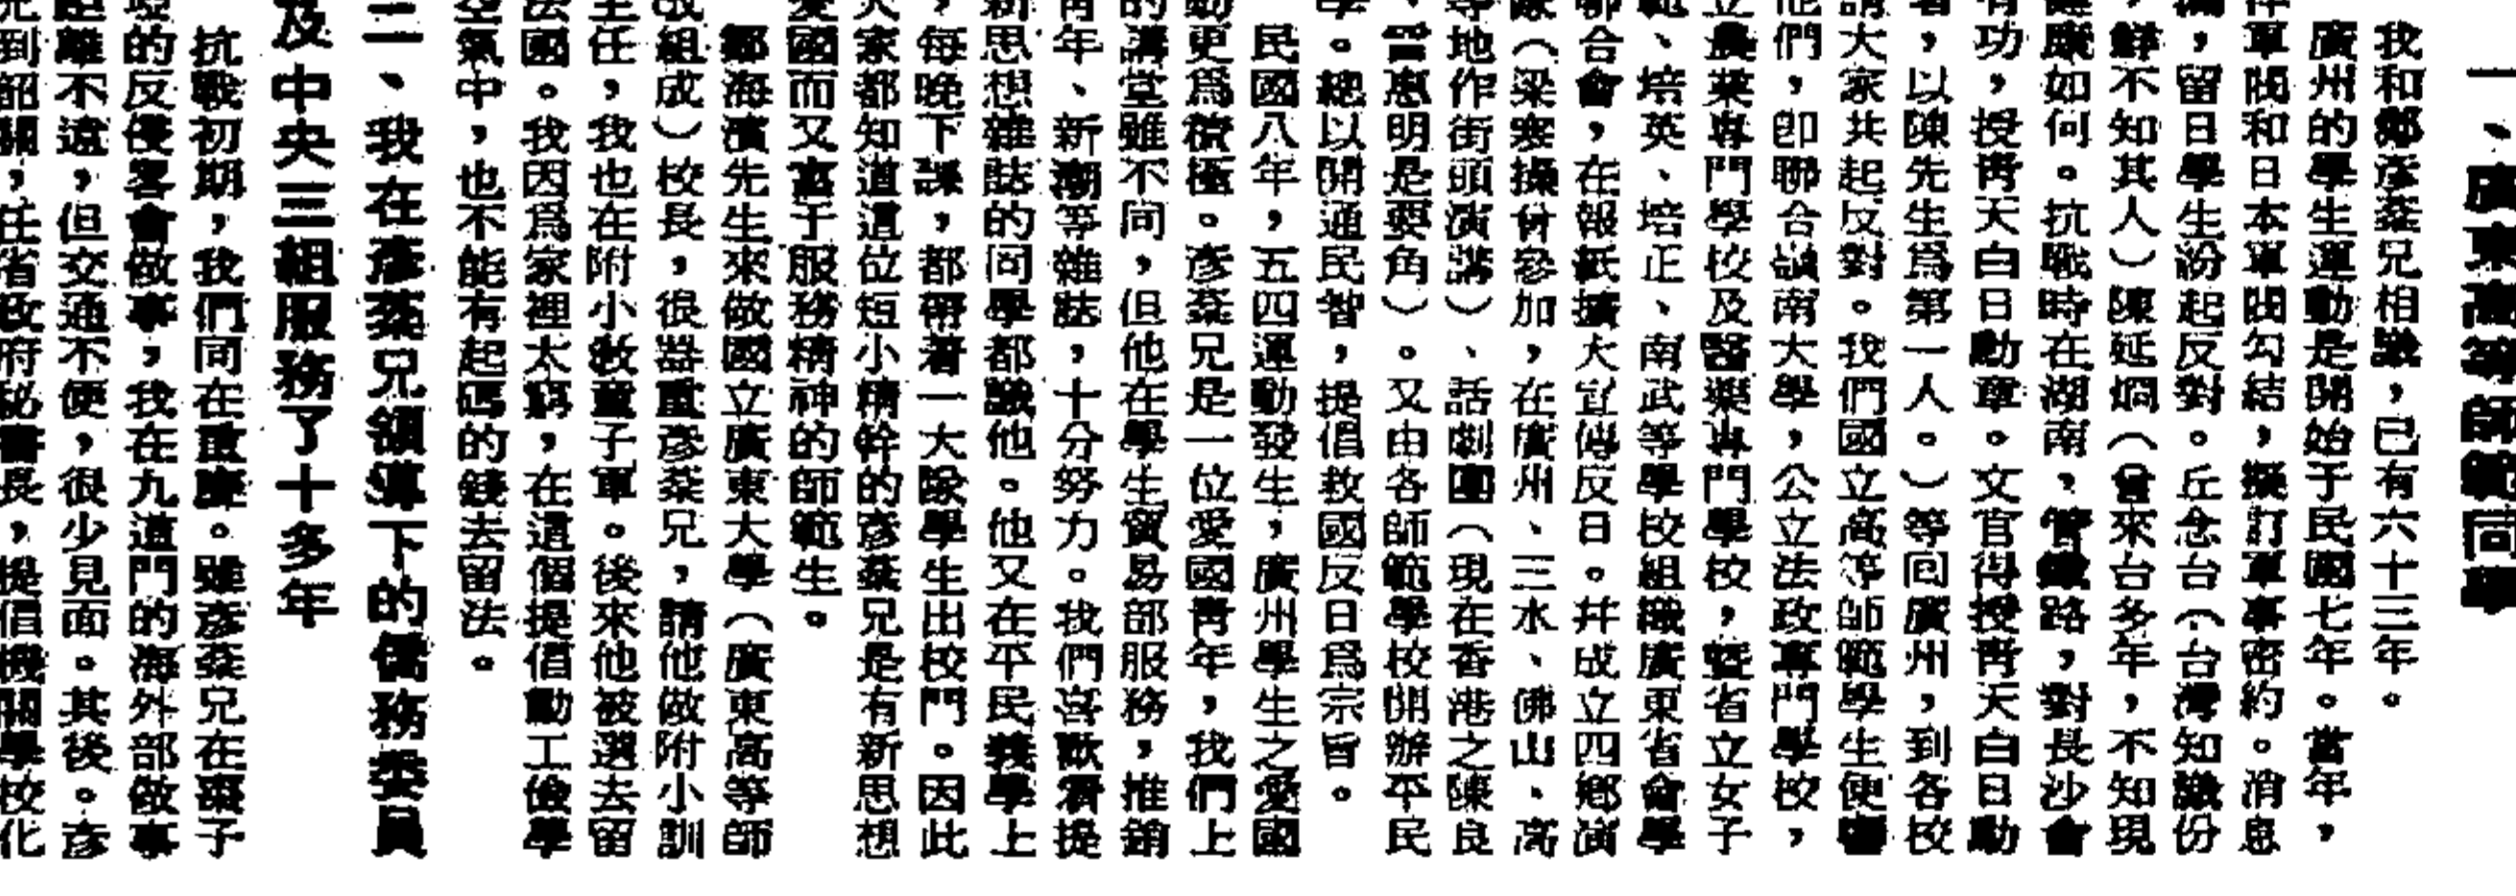 一、廣東高等師範同學
我和鄭彥棻兄相識，已有六十三年。
廣州的學生運動是開始于民國七年。當年，
軍閥和日本軍閥勾結，擬訂軍事密約。消息
滿，留日學生紛起反對。丘念台（台灣知識份
，鮮不知其人）陳延烱（曾來台多年，不知現
健康如何。抗戰時在湖南，管鐵路，對長沙會
有功，授靑天白日勳章。文官得授靑天白日勳
者，以陳先生爲第一人。）等回廣州，到各校
請大家共起反對。我們國立高等師範學生便響
他們，卽聯合嶺南大學，公立法政專門學校，
立農業專門學校及醫藥專門學校，曁省立女子
範、培英、培正、南武等學校組織廣東省會學
聯合會，在報紙擴大宣傳反日。幷成立四鄉演
隊（梁寒操曾參加，在廣州、三水、佛山、高
等地作街頭演講）、話劇團（現在香港之陳良
、晉惠明是要角）。。又由各師範學校開辦平民
學。總以開通民智，提倡救國反日爲宗旨。
民國八年，五四運動發生，廣州學生之愛國
動更爲積極。彥棻兄是一位愛國靑年，我們上
的講堂雖不同，但他在學生貿易部服務，推銷
靑年、新潮等雜誌，十分努力。我們喜歡看提
新思想雜誌的同學都識他。他又在平民義學上
，每晚下課，都帶着一大隊學生出校門。因此
大家都知道這位短小精幹的彥棻兄是有新思想
愛國而又富于服務精神的師範生。
鄒海濱先生來做國立廣東大學（廣東高等師
改組成）校長，很器重彥棻兄，請他做附小訓
主任，我也在附小敎童子軍。後來他被選去留
法國。我因爲家裡太窮，在這個提倡勤工儉學
空氣中，也不能有起碼的錢去留法。
二、我在彥棻兄領導下的僑務委員
及中央三組服務了十多年
抗戰初期，我們同在重慶。雖彥棻兄在棗子
的反侵畧會做事，我在九道門的海外部做事
距離不遠，但交通不便，很少見面。其後。彥
到韶關，任省政府秘書長，提倡機關學校化